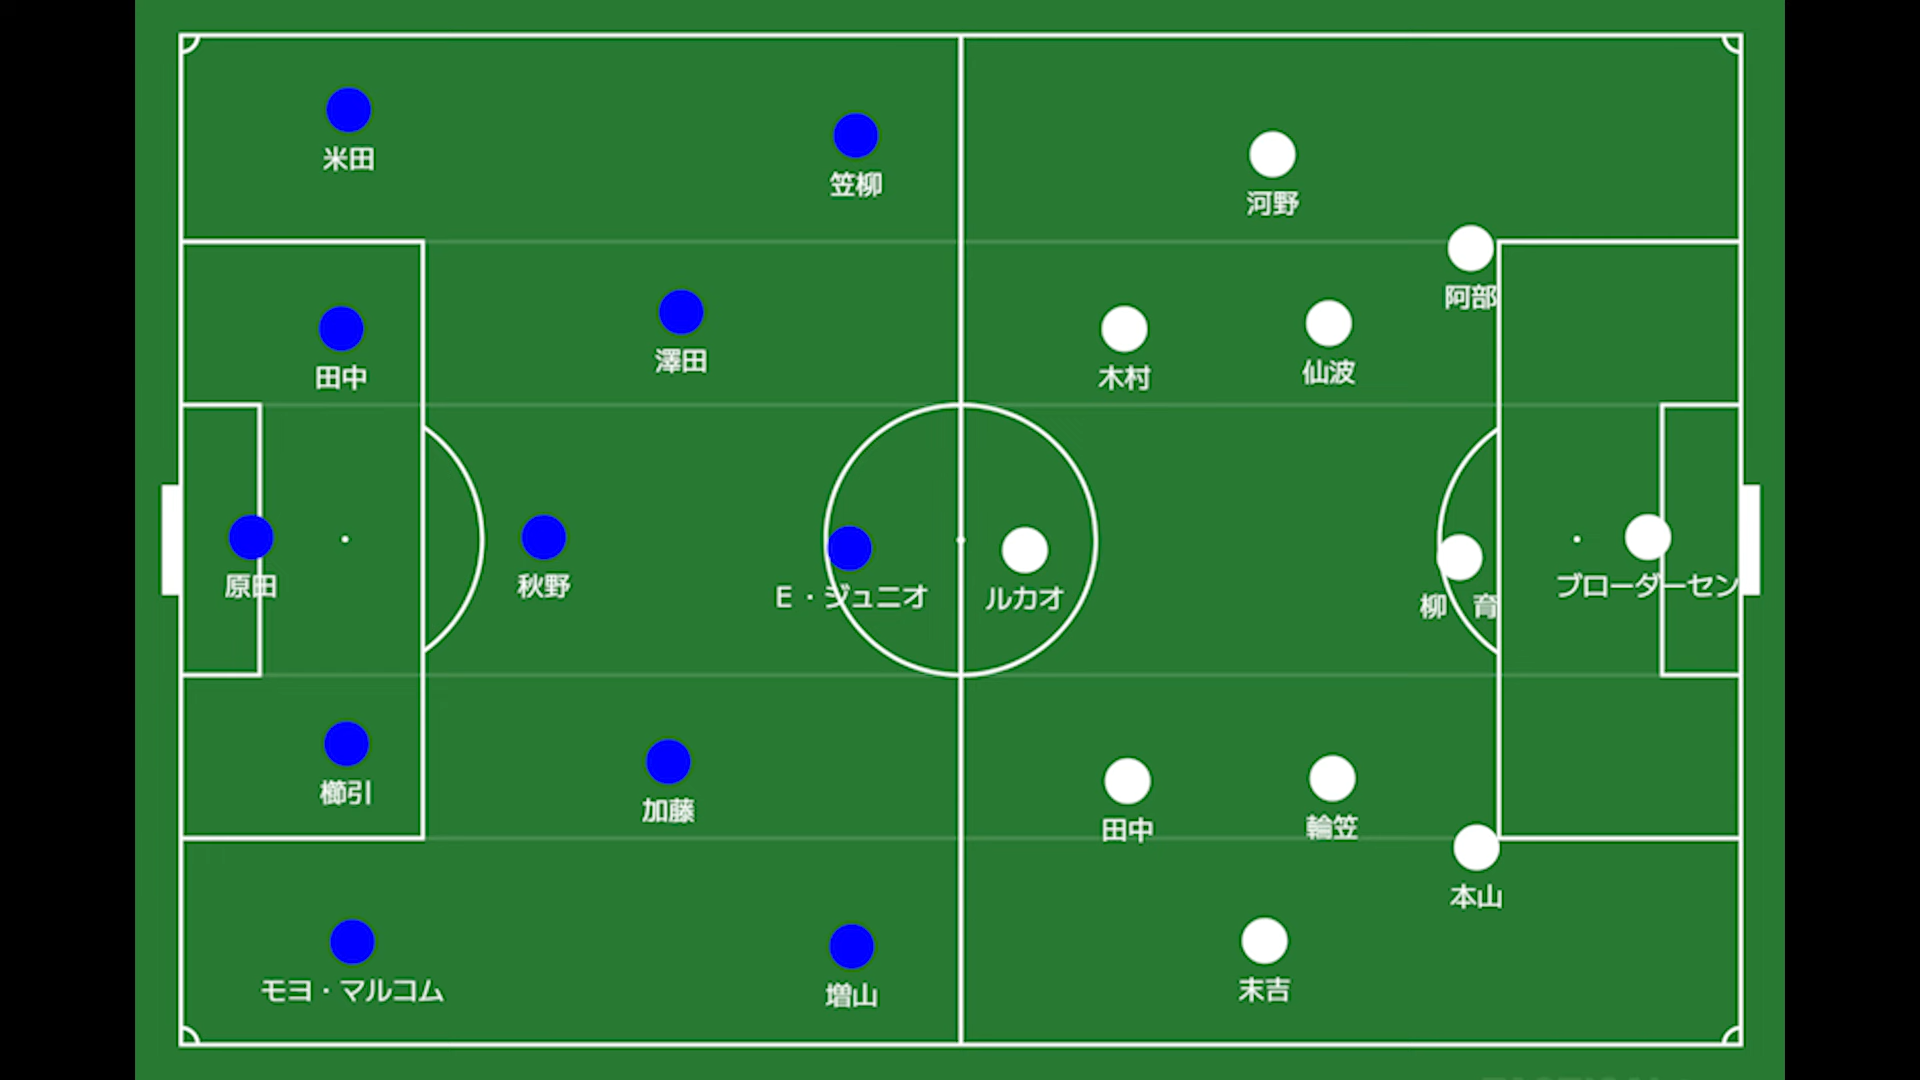 米田
笠柳
河野
阿部
田中
澤田
木村
仙波
原田
秋野
E・ジュニオ
ルカオ
柳 育
ブローダーセン
櫛引
加藤
田中
輪笠
本山
モヨ・マルコム
増山
末吉